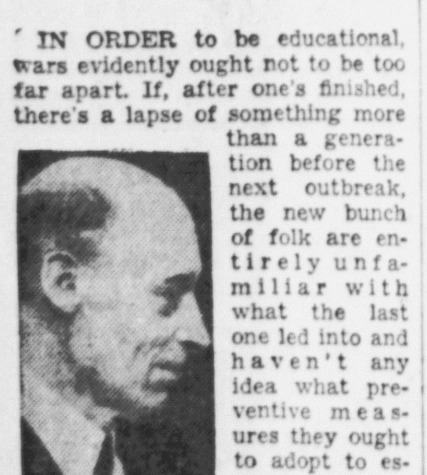 IN ORDER to be educational,
wars evidently ought not to be too
far apart. If, after one's finished,
there's a lapse of something more
than a genera-
tion before the
next outbreak,
the new bunch
of folk are en-
tirely unfa-
miliar with
what the last
one led into and
haven't any
idea what pre-
ventive meas-
ures they ought
to adopt to es-